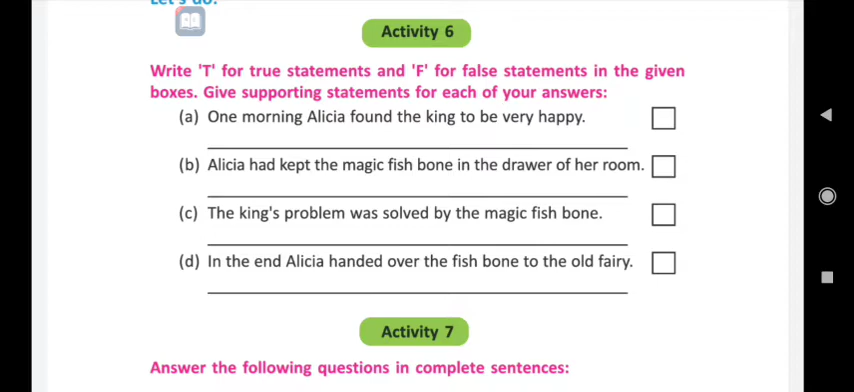 Let's do:
Activity 6
Write 'T' for true statements and 'F' for false statements in the given
boxes. Give supporting statements for each of your answers:
(a) One morning Alicia found the king to be very happy.
(b) Alicia had kept the magic fish bone in the drawer of her room.
(c) The king's problem was solved by the magic fish bone.
(d) In the end Alicia handed over the fish bone to the old fairy.
Activity 7
Answer the following questions in complete sentences: